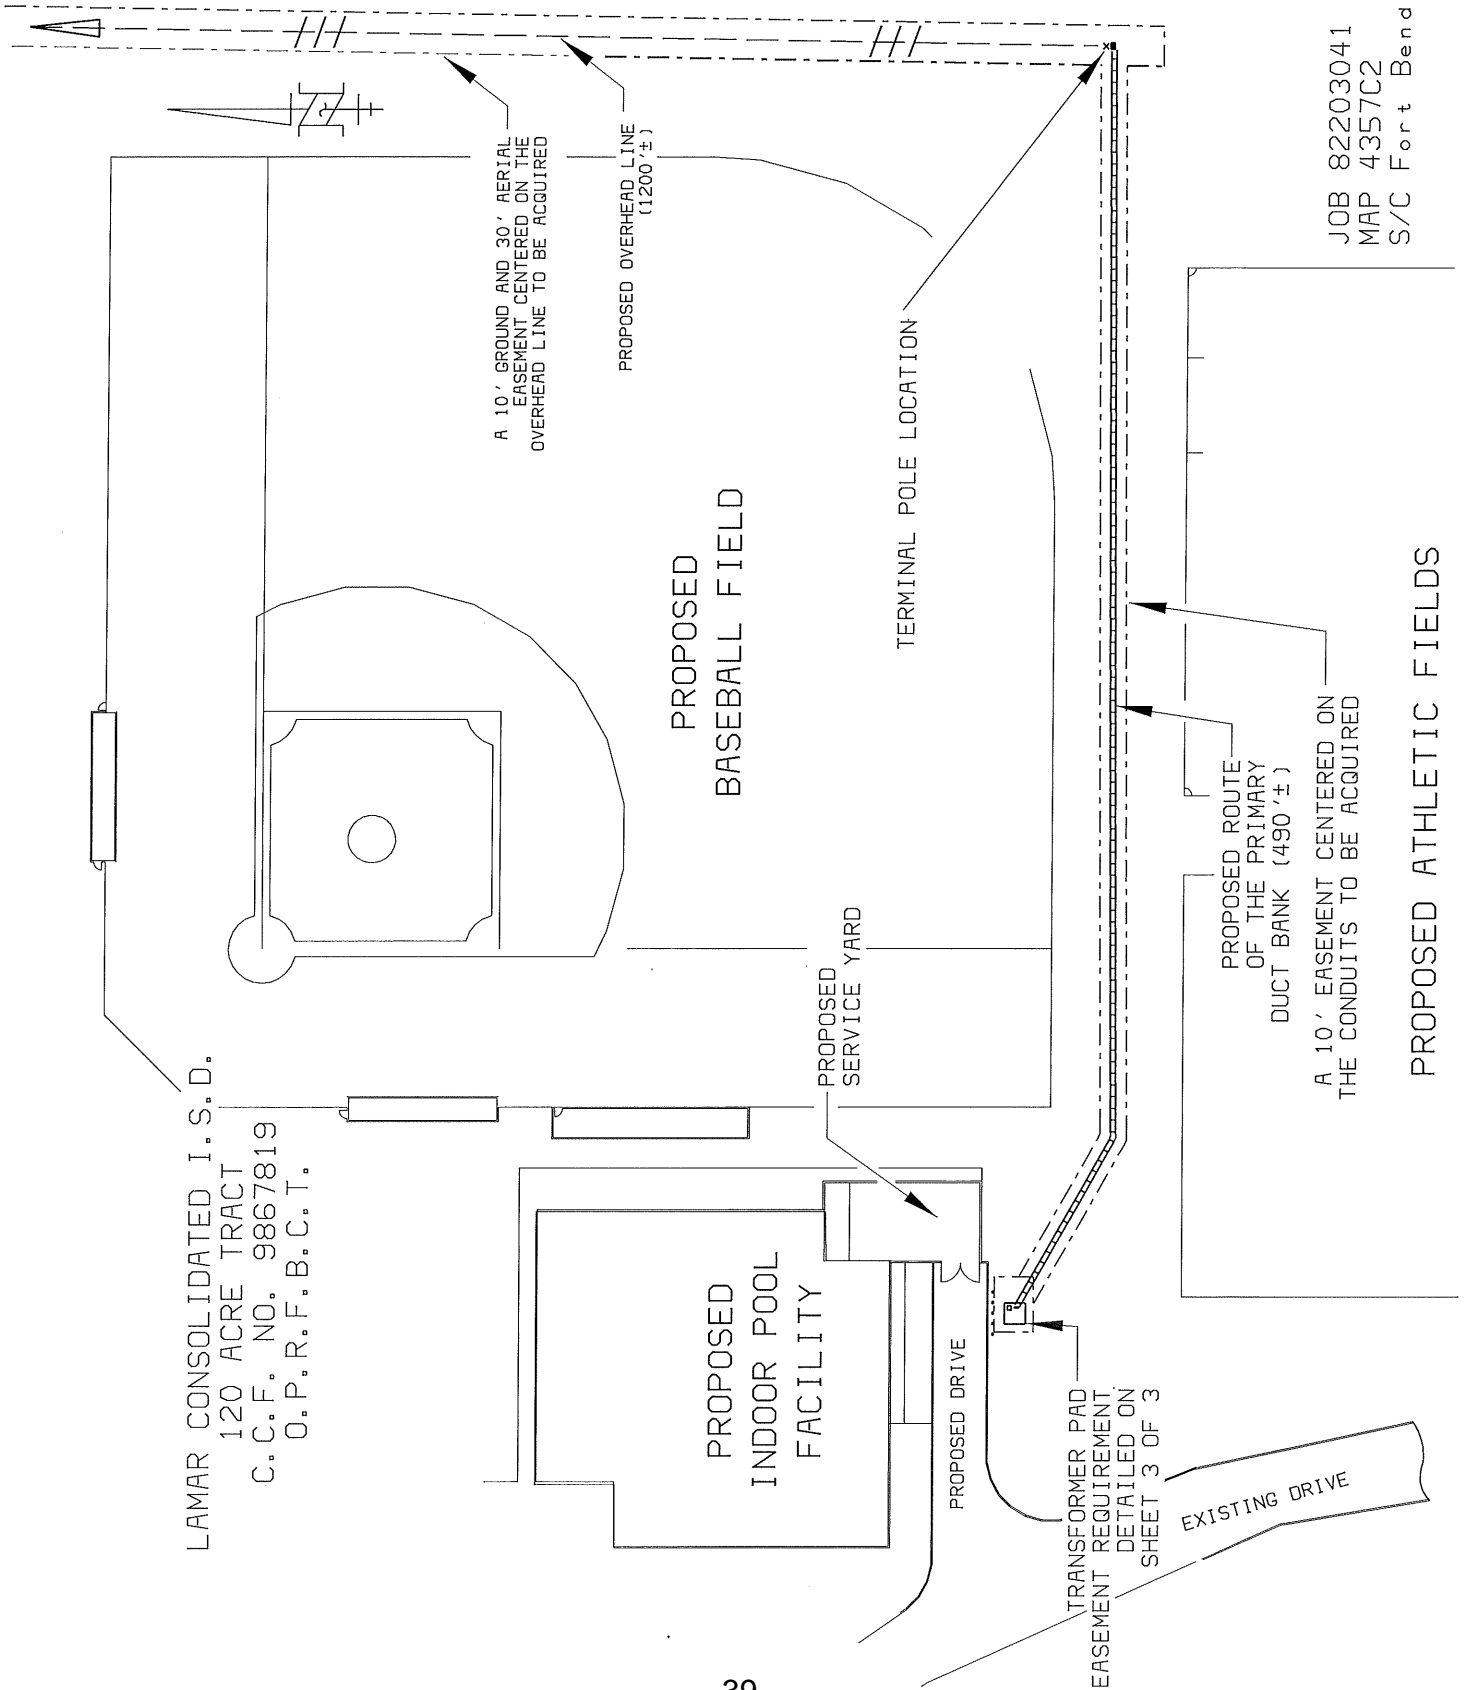 LAMAR CONSOLIDATED I.S.D.
120 ACRE TRACT
C.C.F. NO. 9867819
O.P.R.F.B.C.T.
A 10' GROUND AND 30' AERIAL
EASEMENT CENTERED ON THE
OVERHEAD LINE TO BE ACQUIRED
PROPOSED OVERHEAD LINE
(1200'±)
PROPOSED
BASEBALL FIELD
TERMINAL POLE LOCATION
PROPOSED
SERVICE YARD
PROPOSED
INDOOR POOL
FACILITY
PROPOSED DRIVE
TRANSFORMER PAD
EASEMENT REQUIREMENT
DETAILED ON
SHEET 3 OF 3
EXISTING DRIVE
PROPOSED ROUTE
OF THE PRIMARY
DUCT BANK (490'±)
A 10' EASEMENT CENTERED ON
THE CONDUITS TO BE ACQUIRED
PROPOSED ATHLETIC FIELDS
JOB 82203041
MAP 4357C2
S/C Fort Bend
39